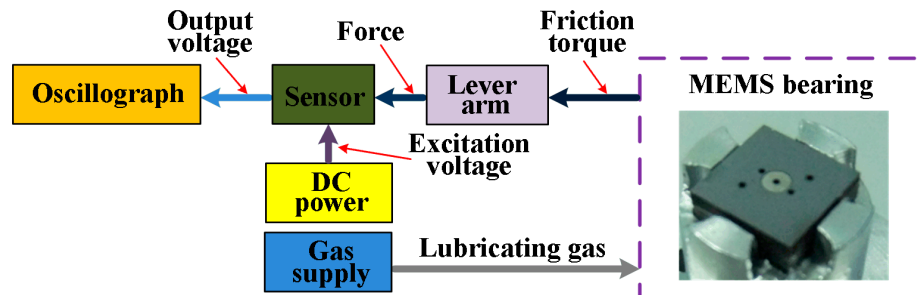 Output
voltage
Force
Friction
torque
MEMS bearing
Oscillograph
Sensor
Lever
arm
Excitation
voltage
DC
power
Gas
supply
Lubricating gas